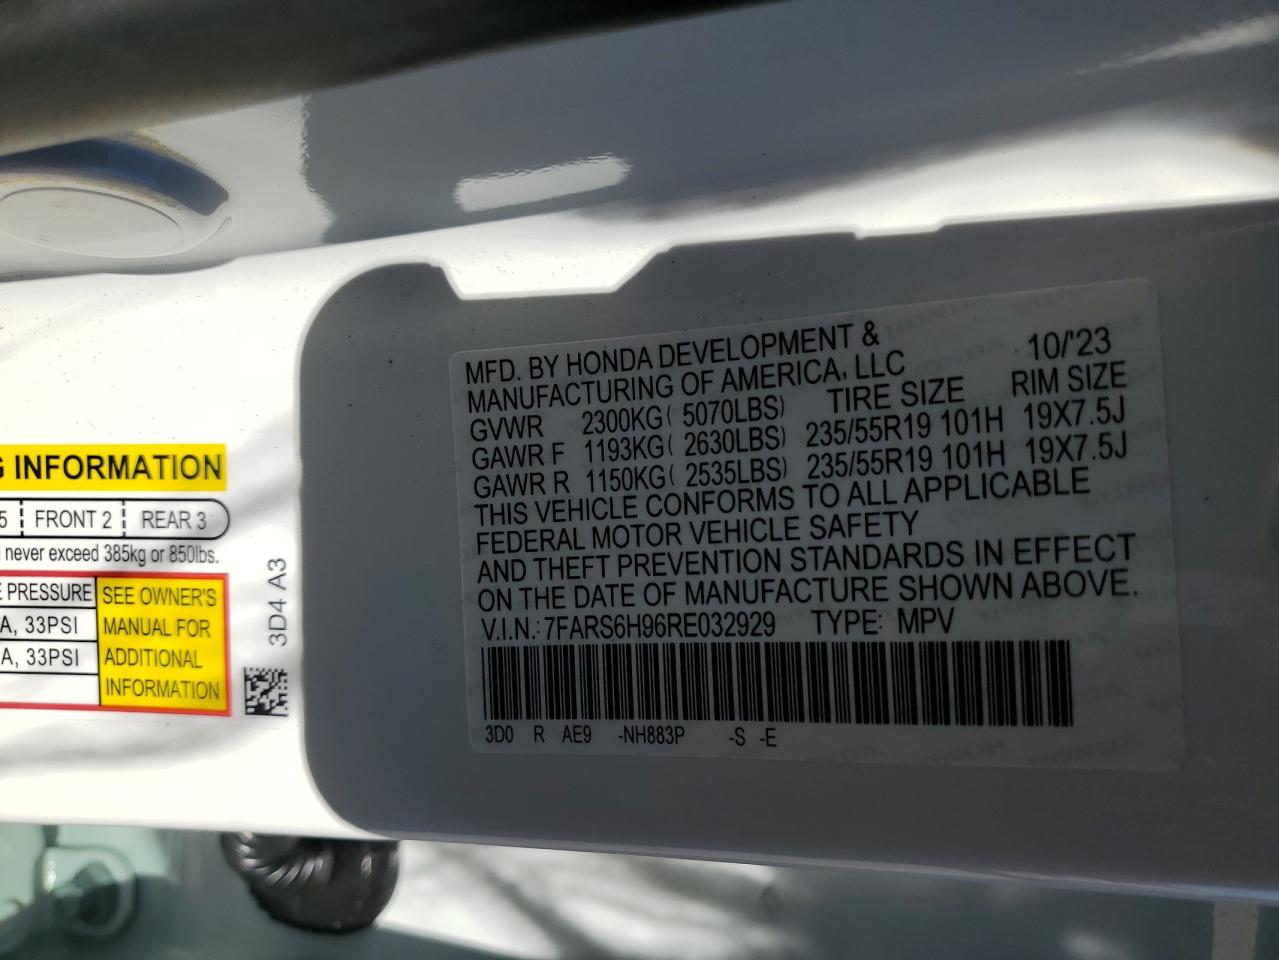 MFD. BY HONDA DEVELOPMENT & 10/'23
MANUFACTURING OF AMERICA, LLC
GVWR 2300KG( 5070LBS) TIRE SIZE RIM SIZE
GAWR F 1193KG( 2630LBS) 235/55R19 101H 19X7.5J
GAWR R 1150KG( 2535LBS) 235/55R19 101H 19X7.5J
THIS VEHICLE CONFORMS TO ALL APPLICABLE
FEDERAL MOTOR VEHICLE SAFETY
AND THEFT PREVENTION STANDARDS IN EFFECT
ON THE DATE OF MANUFACTURE SHOWN ABOVE.
V.I.N.: 7FARS6H96RE032929 TYPE: MPV
3D0 R AE9 -NH883P -S -E
G INFORMATION
5 FRONT 2 REAR 3
never exceed 385kg or 850lbs.
E PRESSURE
A, 33PSI
A, 33PSI
SEE OWNER'S
MANUAL FOR
ADDITIONAL
INFORMATION
3D4 A3